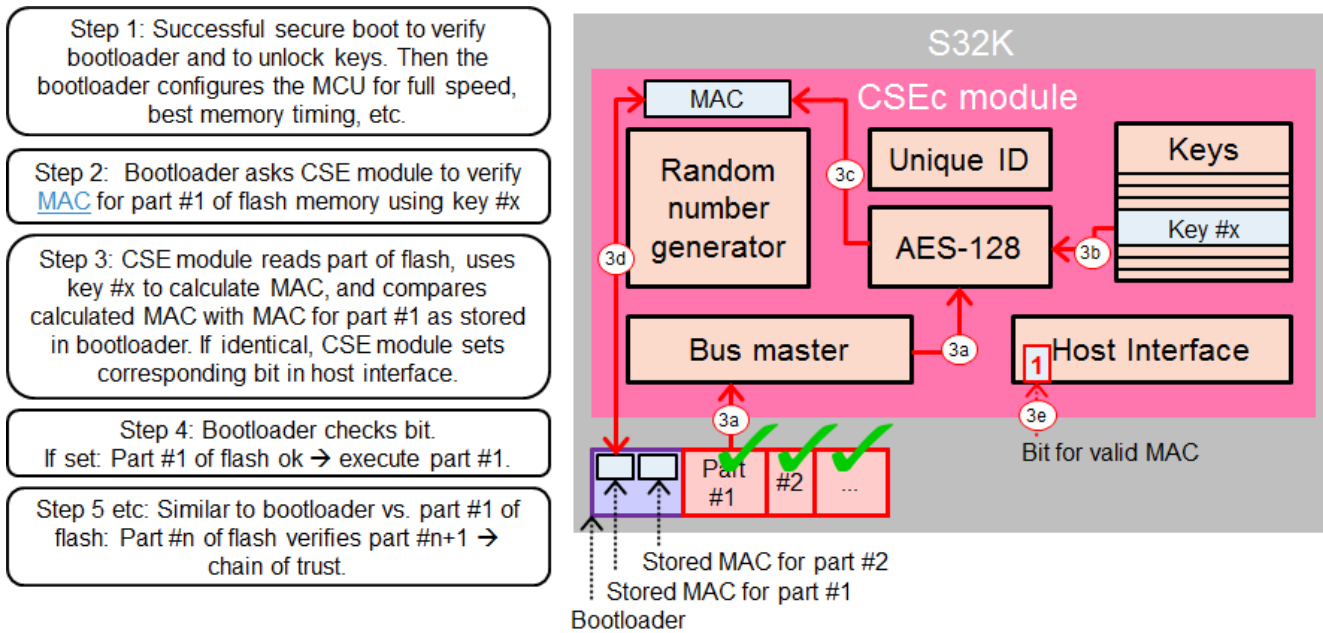 Step 1: Successful secure boot to verify
bootloader and to unlock keys. Then the
bootloader configures the MCU for full speed,
best memory timing, etc.
Step 2: Bootloader asks CSE module to verify
MAC for part #1 of flash memory using key #x
Step 3: CSE module reads part of flash, uses
key #x to calculate MAC, and compares
calculated MAC with MAC for part #1 as stored
in bootloader. If identical, CSE module sets
corresponding bit in host interface.
Step 4: Bootloader checks bit.
If set: Part #1 of flash ok → execute part #1.
Step 5 etc: Similar to bootloader vs. part #1 of
flash: Part #n of flash verifies part #n+1 →
chain of trust.
S32K
CSEc module
MAC
Random
number
generator
Unique ID
Keys
Key #x
AES-128
3c
3b
3d
Bus master
3a
Host Interface
1
3a
3e
Bit for valid MAC
Part
#1
#2
...
Stored MAC for part #2
Stored MAC for part #1
Bootloader